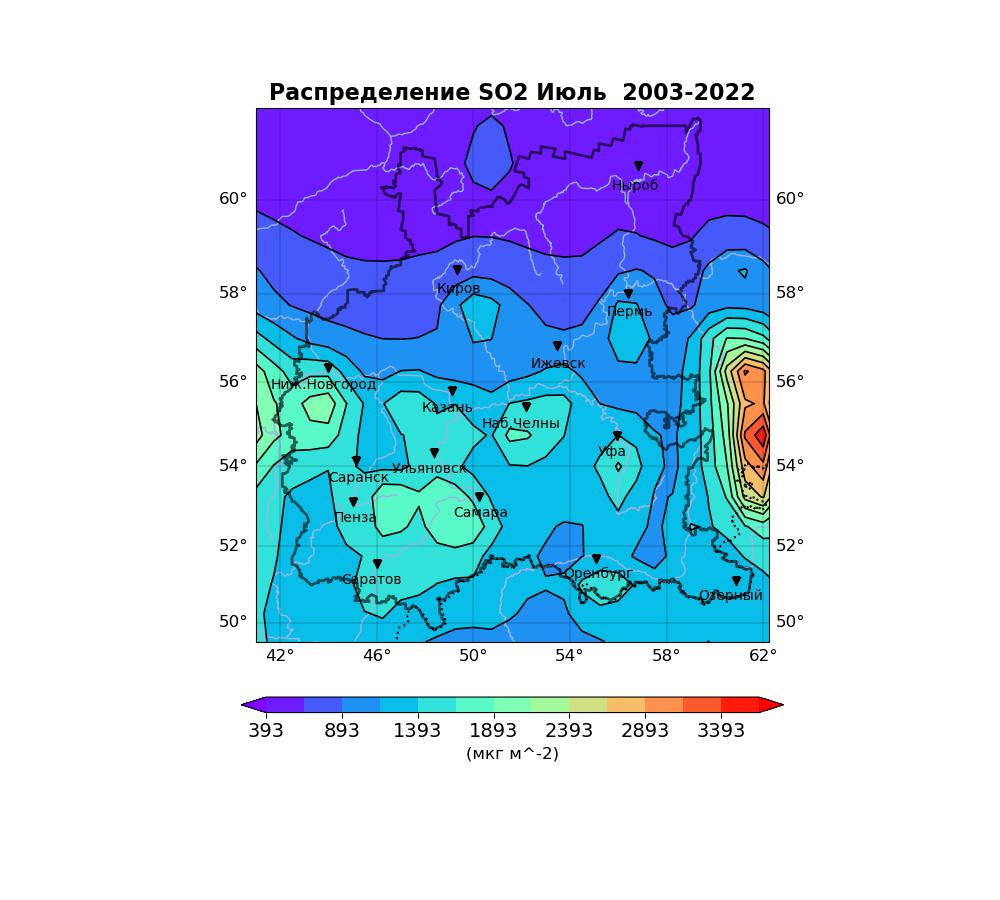 Распределение SO2 Июль  2003-2022
Ныроб
60° 60°
Киров
58° 58°
Пермь
Ижевск
56° 56°
Ниж.Новгород
Казань
Наб.Челны
Уфа
54° 54°
Ульяновск
Саранск
Самара
Пенза
52° 52°
Оренбург
Саратов
Озерный
50° 50°
42° 46° 50° 54° 58° 62°
393 893 1393 1893 2393 2893 3393
(мкг м^-2)